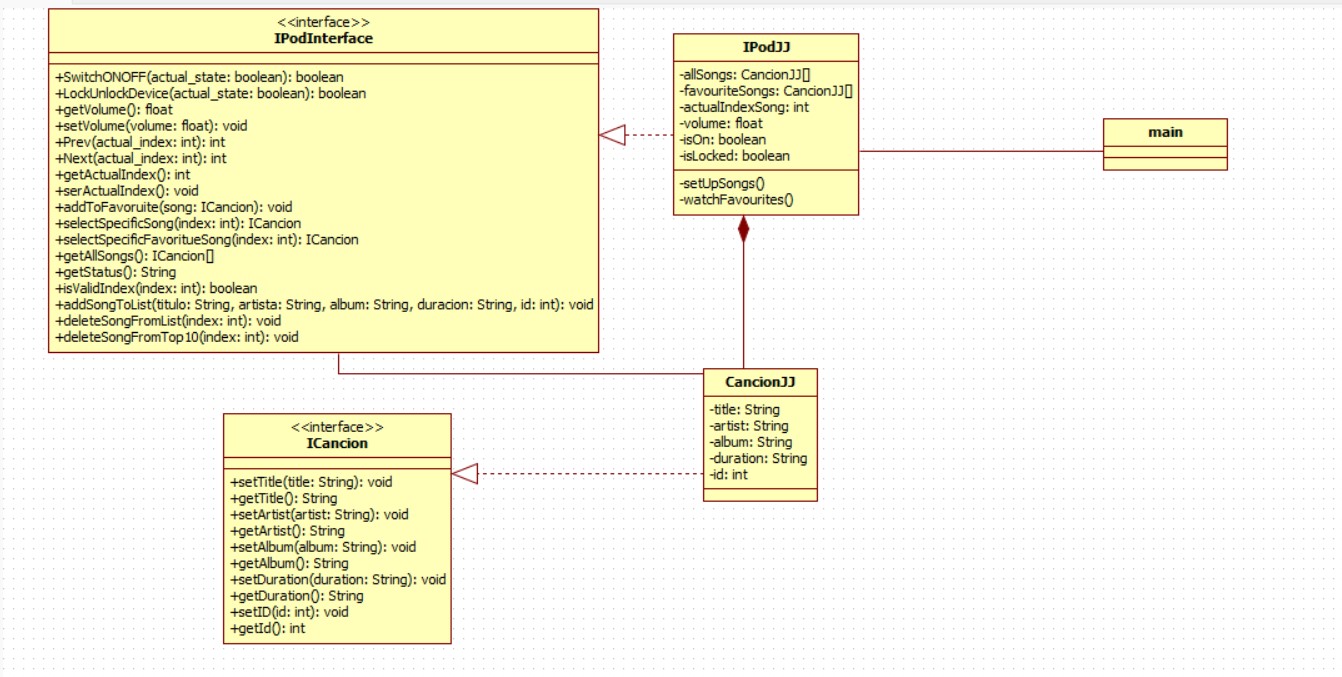 <<interface>>
IPodInterface
+SwitchONOFF(actual_state: boolean): boolean
+LockUnlockDevice(actual_state: boolean): boolean
+getVolume(): float
+setVolume(volume: float): void
+Prev(actual_index: int): int
+Next(actual_index: int): int
+getActualIndex(): int
+serActualIndex(): void
+addToFavoruite(song: ICancion): void
+selectSpecificSong(index: int): ICancion
+selectSpecificFavoritueSong(index: int): ICancion
+getAllSongs(): ICancion[]
+getStatus(): String
+isValidIndex(index: int): boolean
+addSongToList(titulo: String, artista: String, album: String, duracion: String, id: int): void
+deleteSongFromList(index: int): void
+deleteSongFromTop10(index: int): void
IPodJJ
-allSongs: CancionJJ[]
-favouriteSongs: CancionJJ[]
-actualIndexSong: int
-volume: float
-isOn: boolean
-isLocked: boolean
-setUpSongs()
-watchFavourites()
main
CancionJJ
-title: String
-artist: String
-album: String
-duration: String
-id: int
<<interface>>
ICancion
+setTitle(title: String): void
+getTitle(): String
+setArtist(artist: String): void
+getArtist(): String
+setAlbum(album: String): void
+getAlbum(): String
+setDuration(duration: String): void
+getDuration(): String
+setID(id: int): void
+getId(): int